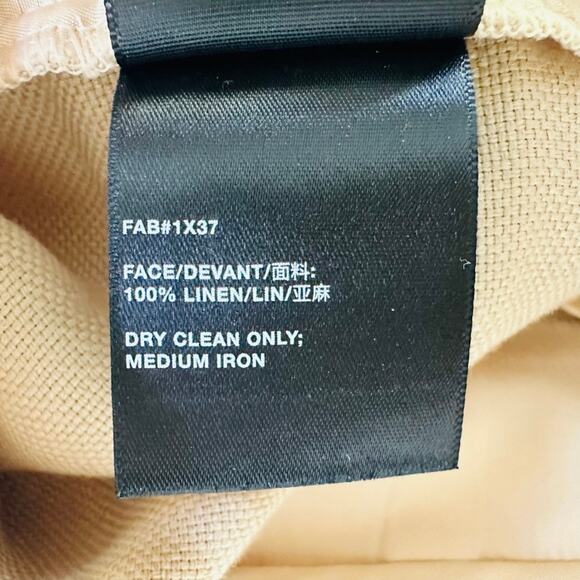 FAB#1X37
FACE/DEVANT/面料:
100% LINEN/LIN/亚麻
DRY CLEAN ONLY;
MEDIUM IRON